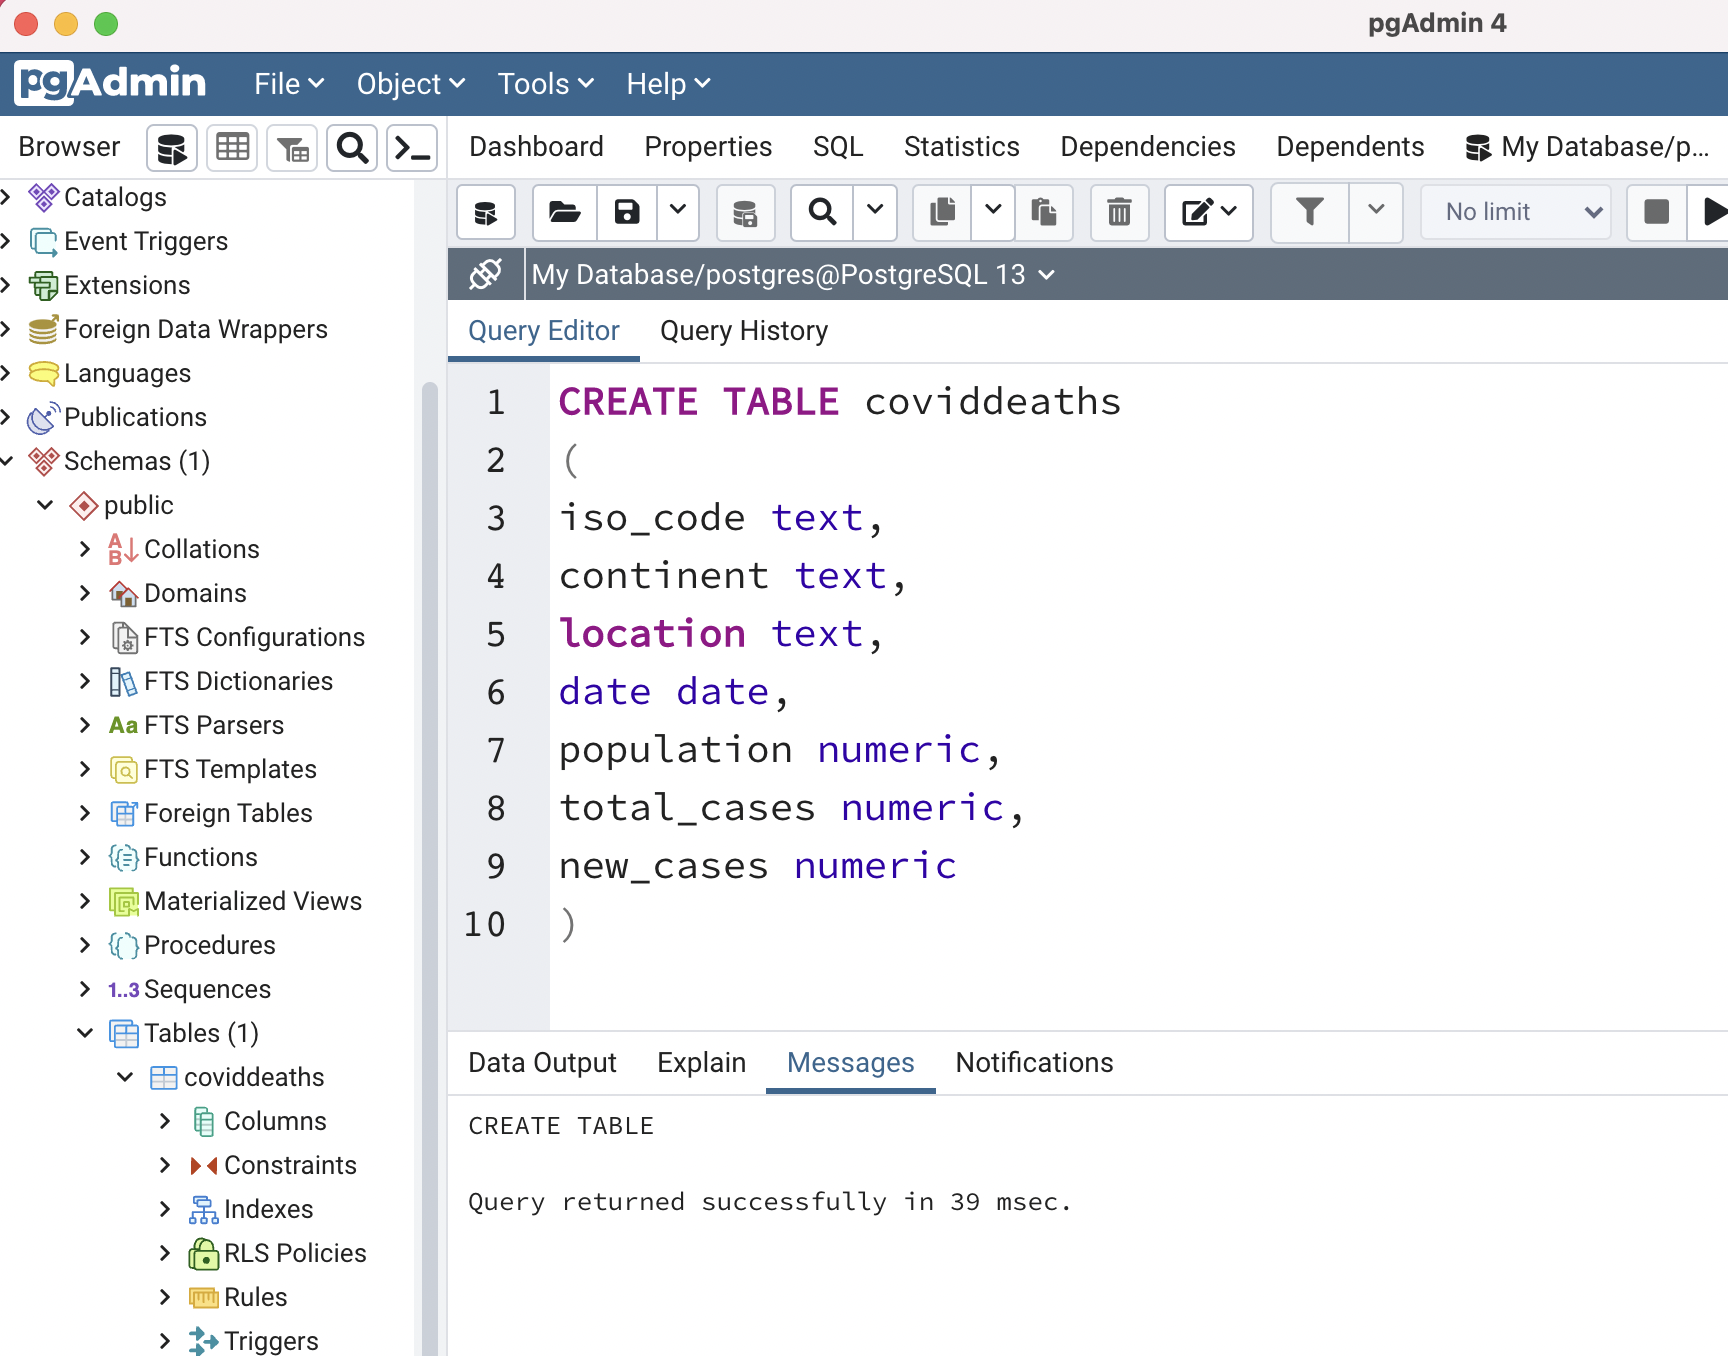 pgAdmin 4
pgAdmin File Object Tools Help
Browser Dashboard Properties SQL Statistics Dependencies Dependents My Database/p...
No limit
My Database/postgres@PostgreSQL 13
Query Editor Query History
Catalogs
Event Triggers
Extensions
Foreign Data Wrappers
Languages
Publications
Schemas (1)
public
A B Collations
Domains
FTS Configurations
FTS Dictionaries
Aa FTS Parsers
FTS Templates
Foreign Tables
Functions
Materialized Views
Procedures
1..3 Sequences
Tables (1)
coviddeaths
Columns
Constraints
Indexes
RLS Policies
Rules
Triggers
1 CREATE TABLE coviddeaths
2 (
3 iso_code text,
4 continent text,
5 location text,
6 date date,
7 population numeric,
8 total_cases numeric,
9 new_cases numeric
10 )
Data Output Explain Messages Notifications
CREATE TABLE
Query returned successfully in 39 msec.